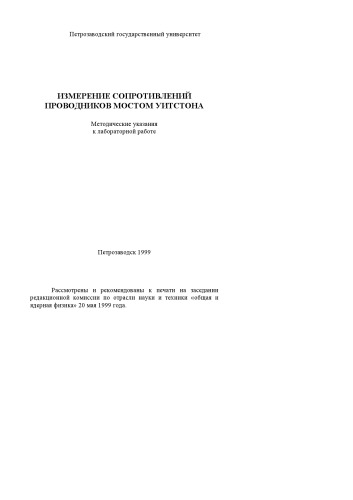 Петрозаводский государственный университет
ИЗМЕРЕНИЕ СОПРОТИВЛЕНИЙ
ПРОВОДНИКОВ МОСТОМ УИТСТОНА
Методические указания
к лабораторной работе
Петрозаводск 1999
Рассмотрены и рекомендованы к печати на заседании
редакционной комиссии по отрасли науки и техники «общая и
ядерная физика» 20 мая 1999 года.